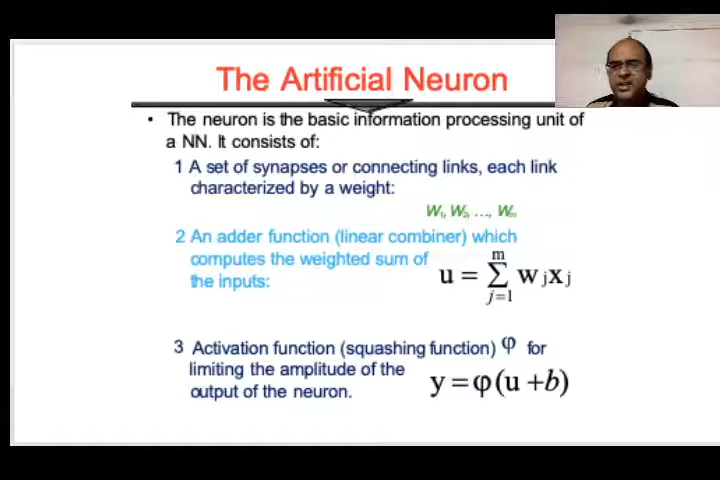 The Artificial Neuron
• The neuron is the basic information processing unit of
a NN. It consists of:
1 A set of synapses or connecting links, each link
characterized by a weight:
W1, W2, …, Wm
2 An adder function (linear combiner) which
computes the weighted sum of
the inputs:
u = ∑_{j=1}^{m} w_j x_j
3 Activation function (squashing function) φ for
limiting the amplitude of the
output of the neuron.
y = φ(u + b)